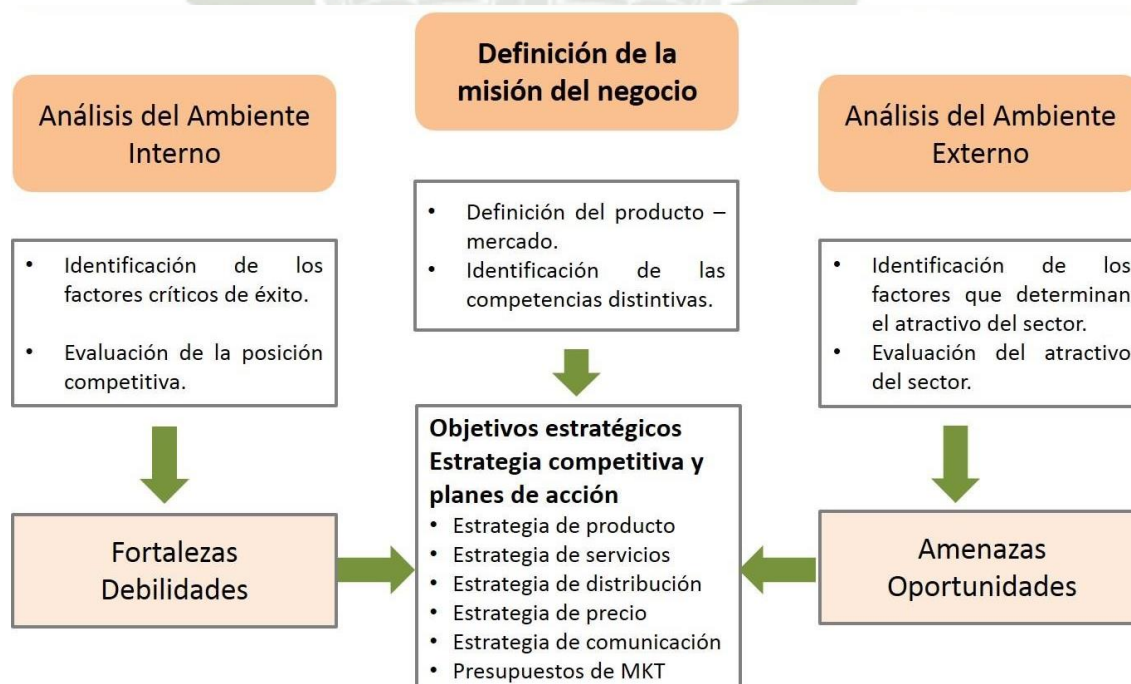 Análisis del Ambiente
Interno
• Identificación de los
factores críticos de éxito.
• Evaluación de la posición
competitiva.
Fortalezas
Debilidades
Definición de la
misión del negocio
• Definición del producto –
mercado.
• Identificación de las
competencias distintivas.
Objetivos estratégicos
Estrategia competitiva y
planes de acción
• Estrategia de producto
• Estrategia de servicios
• Estrategia de distribución
• Estrategia de precio
• Estrategia de comunicación
• Presupuestos de MKT
Análisis del Ambiente
Externo
• Identificación de los
factores que determinan
el atractivo del sector.
• Evaluación del atractivo
del sector.
Amenazas
Oportunidades